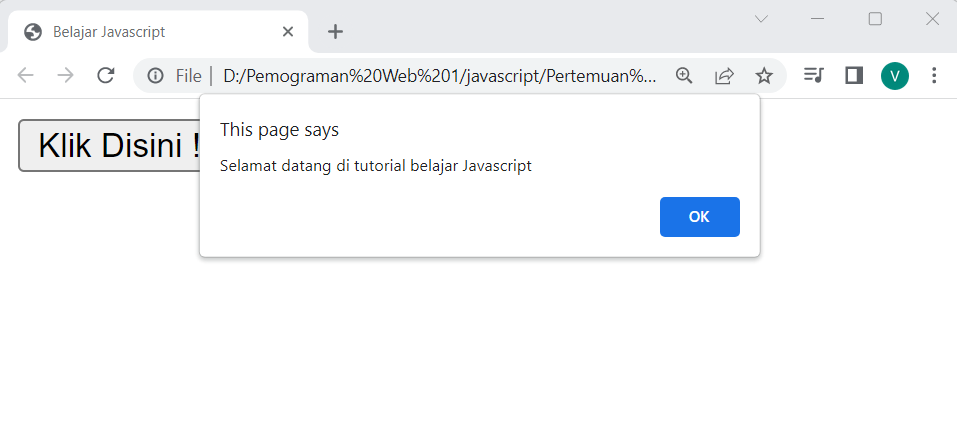 Belajar Javascript
File | D:/Pemograman%20Web%201/javascript/Pertemuan%...
V
Klik Disini !
This page says
Selamat datang di tutorial belajar Javascript
OK